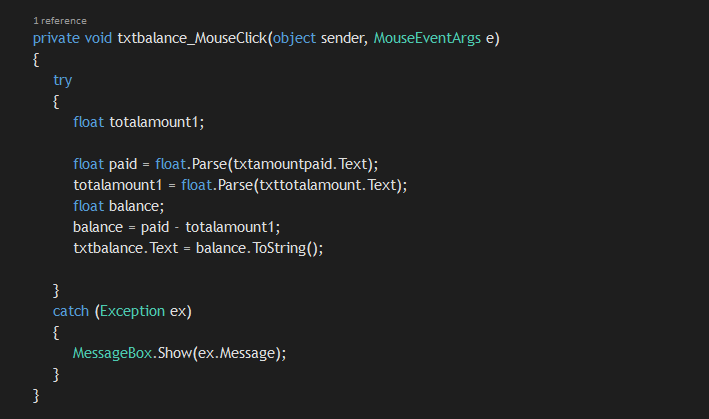 1 reference
private void txtbalance_MouseClick(object sender, MouseEventArgs e)
{
try
{
float totalamount1;
float paid = float.Parse(txtamountpaid.Text);
totalamount1 = float.Parse(txttotalamount.Text);
float balance;
balance = paid - totalamount1;
txtbalance.Text = balance.ToString();
}
catch (Exception ex)
{
MessageBox.Show(ex.Message);
}
}